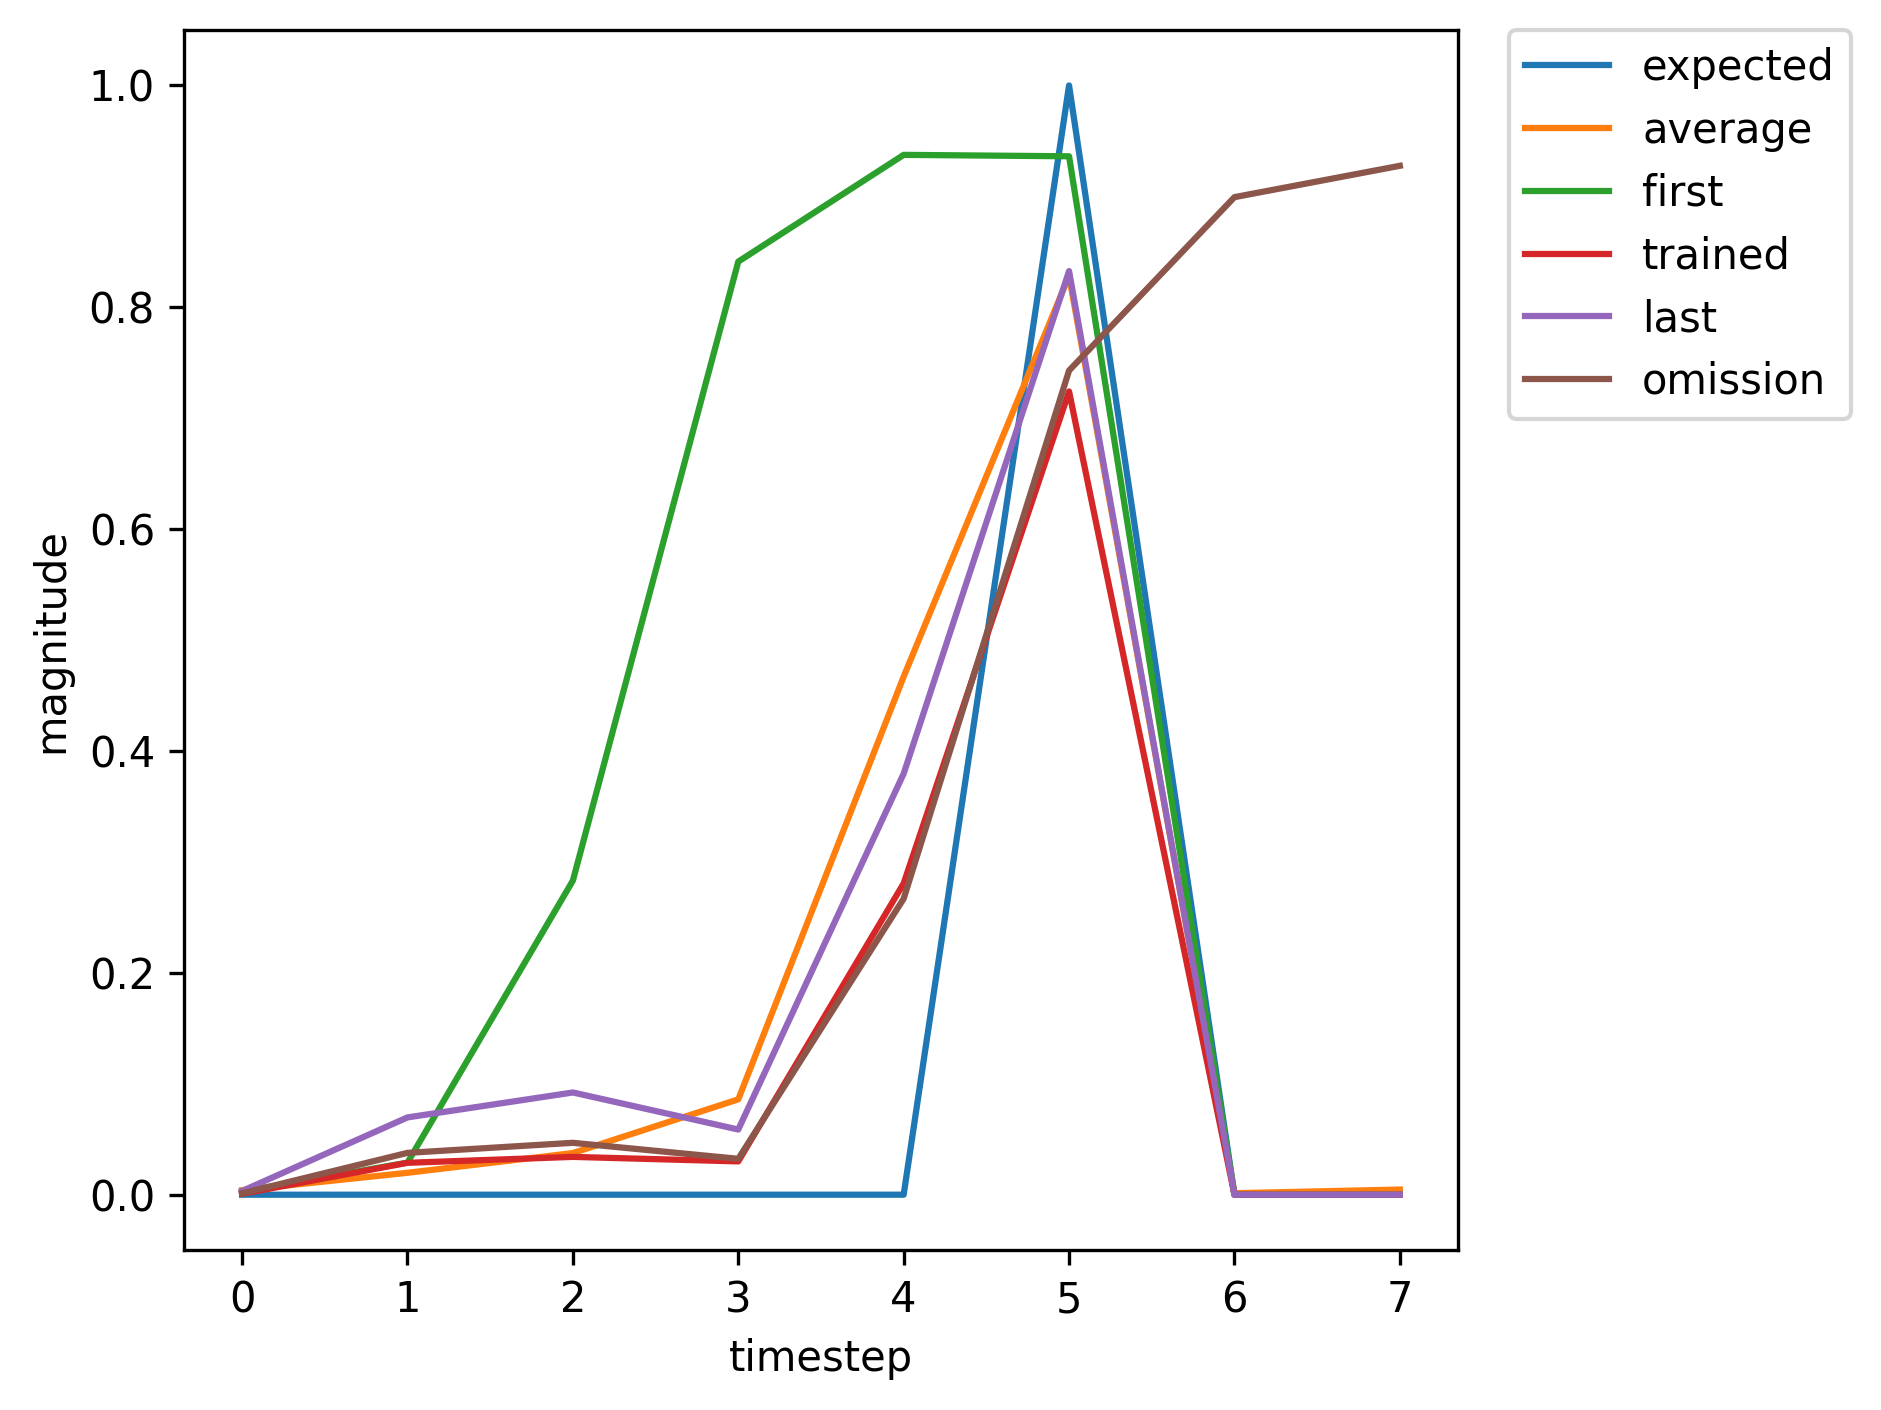 1.0
0.8
0.6
0.4
0.2
0.0
magnitude
0 1 2 3 4 5 6 7
timestep
expected
average
first
trained
last
omission